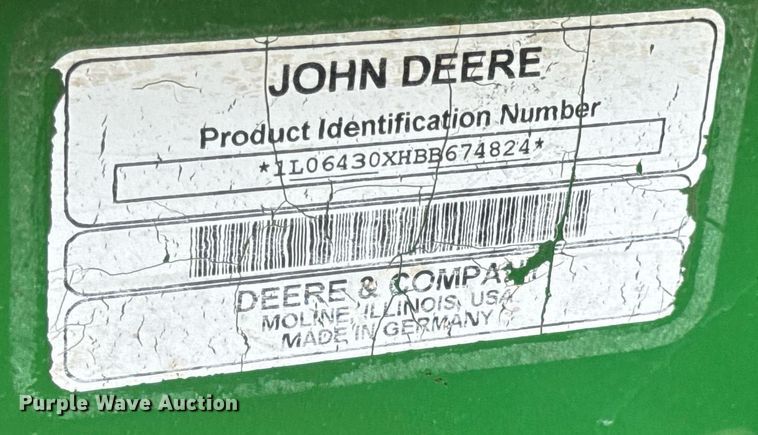 JOHN DEERE
Product Identification Number
*1L06430XHBB674824*
DEERE & COMPANY
MOLINE, ILLINOIS, USA
MADE IN GERMANY
Purple Wave Auction